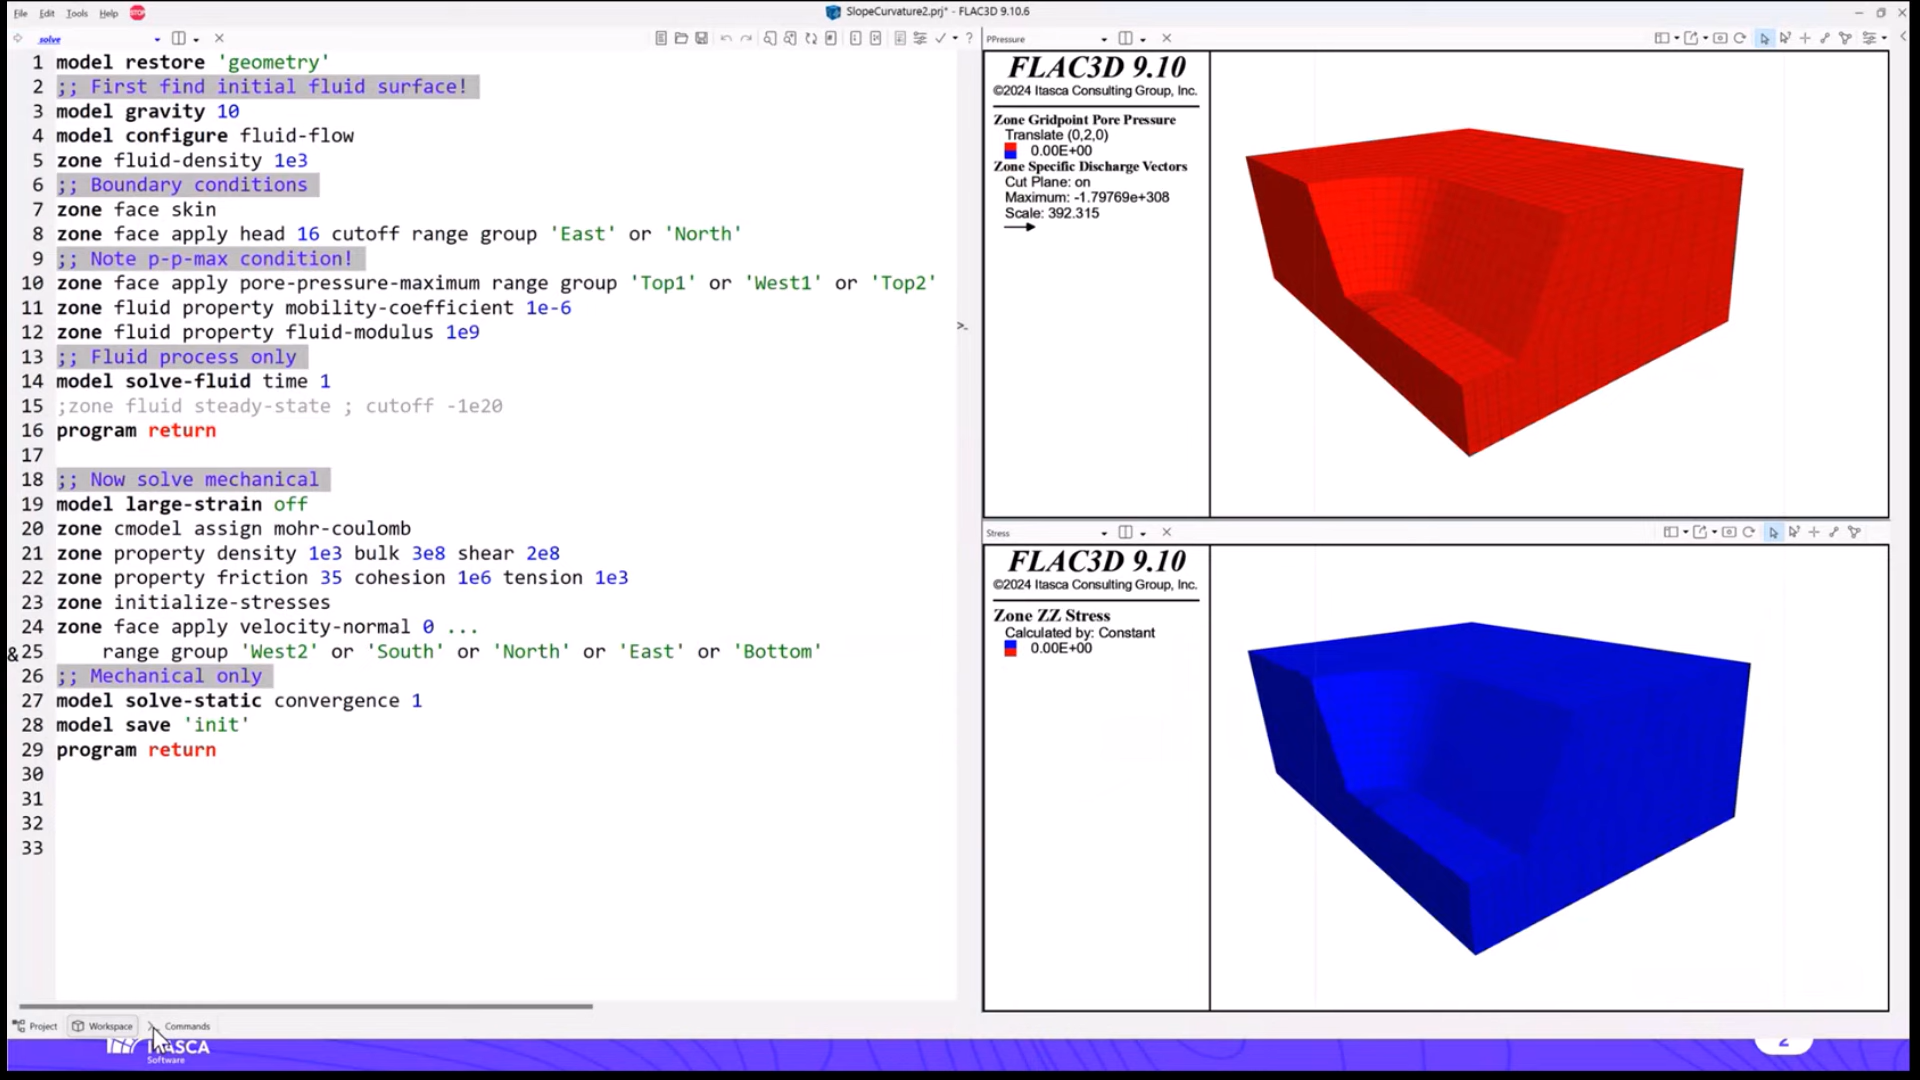 File Edit Tools Help STOP
SlopeCurvature2.prj* - FLAC3D 9.10.6
solve
1 model restore 'geometry'
2 ;; First find initial fluid surface!
3 model gravity 10
4 model configure fluid-flow
5 zone fluid-density 1e3
6 ;; Boundary conditions
7 zone face skin
8 zone face apply head 16 cutoff range group 'East' or 'North'
9 ;; Note p-p-max condition!
10 zone face apply pore-pressure-maximum range group 'Top1' or 'West1' or 'Top2'
11 zone fluid property mobility-coefficient 1e-6
12 zone fluid property fluid-modulus 1e9
13 ;; Fluid process only
14 model solve-fluid time 1
15 ;zone fluid steady-state ; cutoff -1e20
16 program return
17
18 ;; Now solve mechanical
19 model large-strain off
20 zone cmodel assign mohr-coulomb
21 zone property density 1e3 bulk 3e8 shear 2e8
22 zone property friction 35 cohesion 1e6 tension 1e3
23 zone initialize-stresses
24 zone face apply velocity-normal 0 ...
&25 range group 'West2' or 'South' or 'North' or 'East' or 'Bottom'
26 ;; Mechanical only
27 model solve-static convergence 1
28 model save 'init'
29 program return
30
31
32
33
Project Workspace Commands
PPressure
FLAC3D 9.10
©2024 Itasca Consulting Group, Inc.
Zone Gridpoint Pore Pressure
Translate (0,2,0)
0.00E+00
Zone Specific Discharge Vectors
Cut Plane: on
Maximum: -1.79769e+308
Scale: 392.315
Stress
FLAC3D 9.10
©2024 Itasca Consulting Group, Inc.
Zone ZZ Stress
Calculated by: Constant
0.00E+00
ITASCA
Software
2